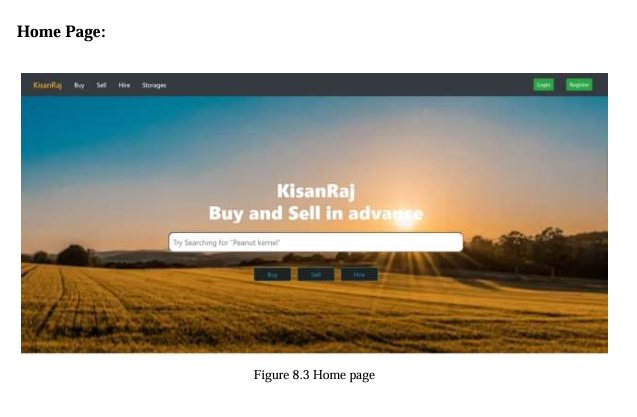 Home Page:
KisanRaj Buy Sell Hire Storages Login Register
KisanRaj
Buy and Sell in advance
Try Searching for "Peanut kernel"
Buy Sell Hire
Figure 8.3 Home page